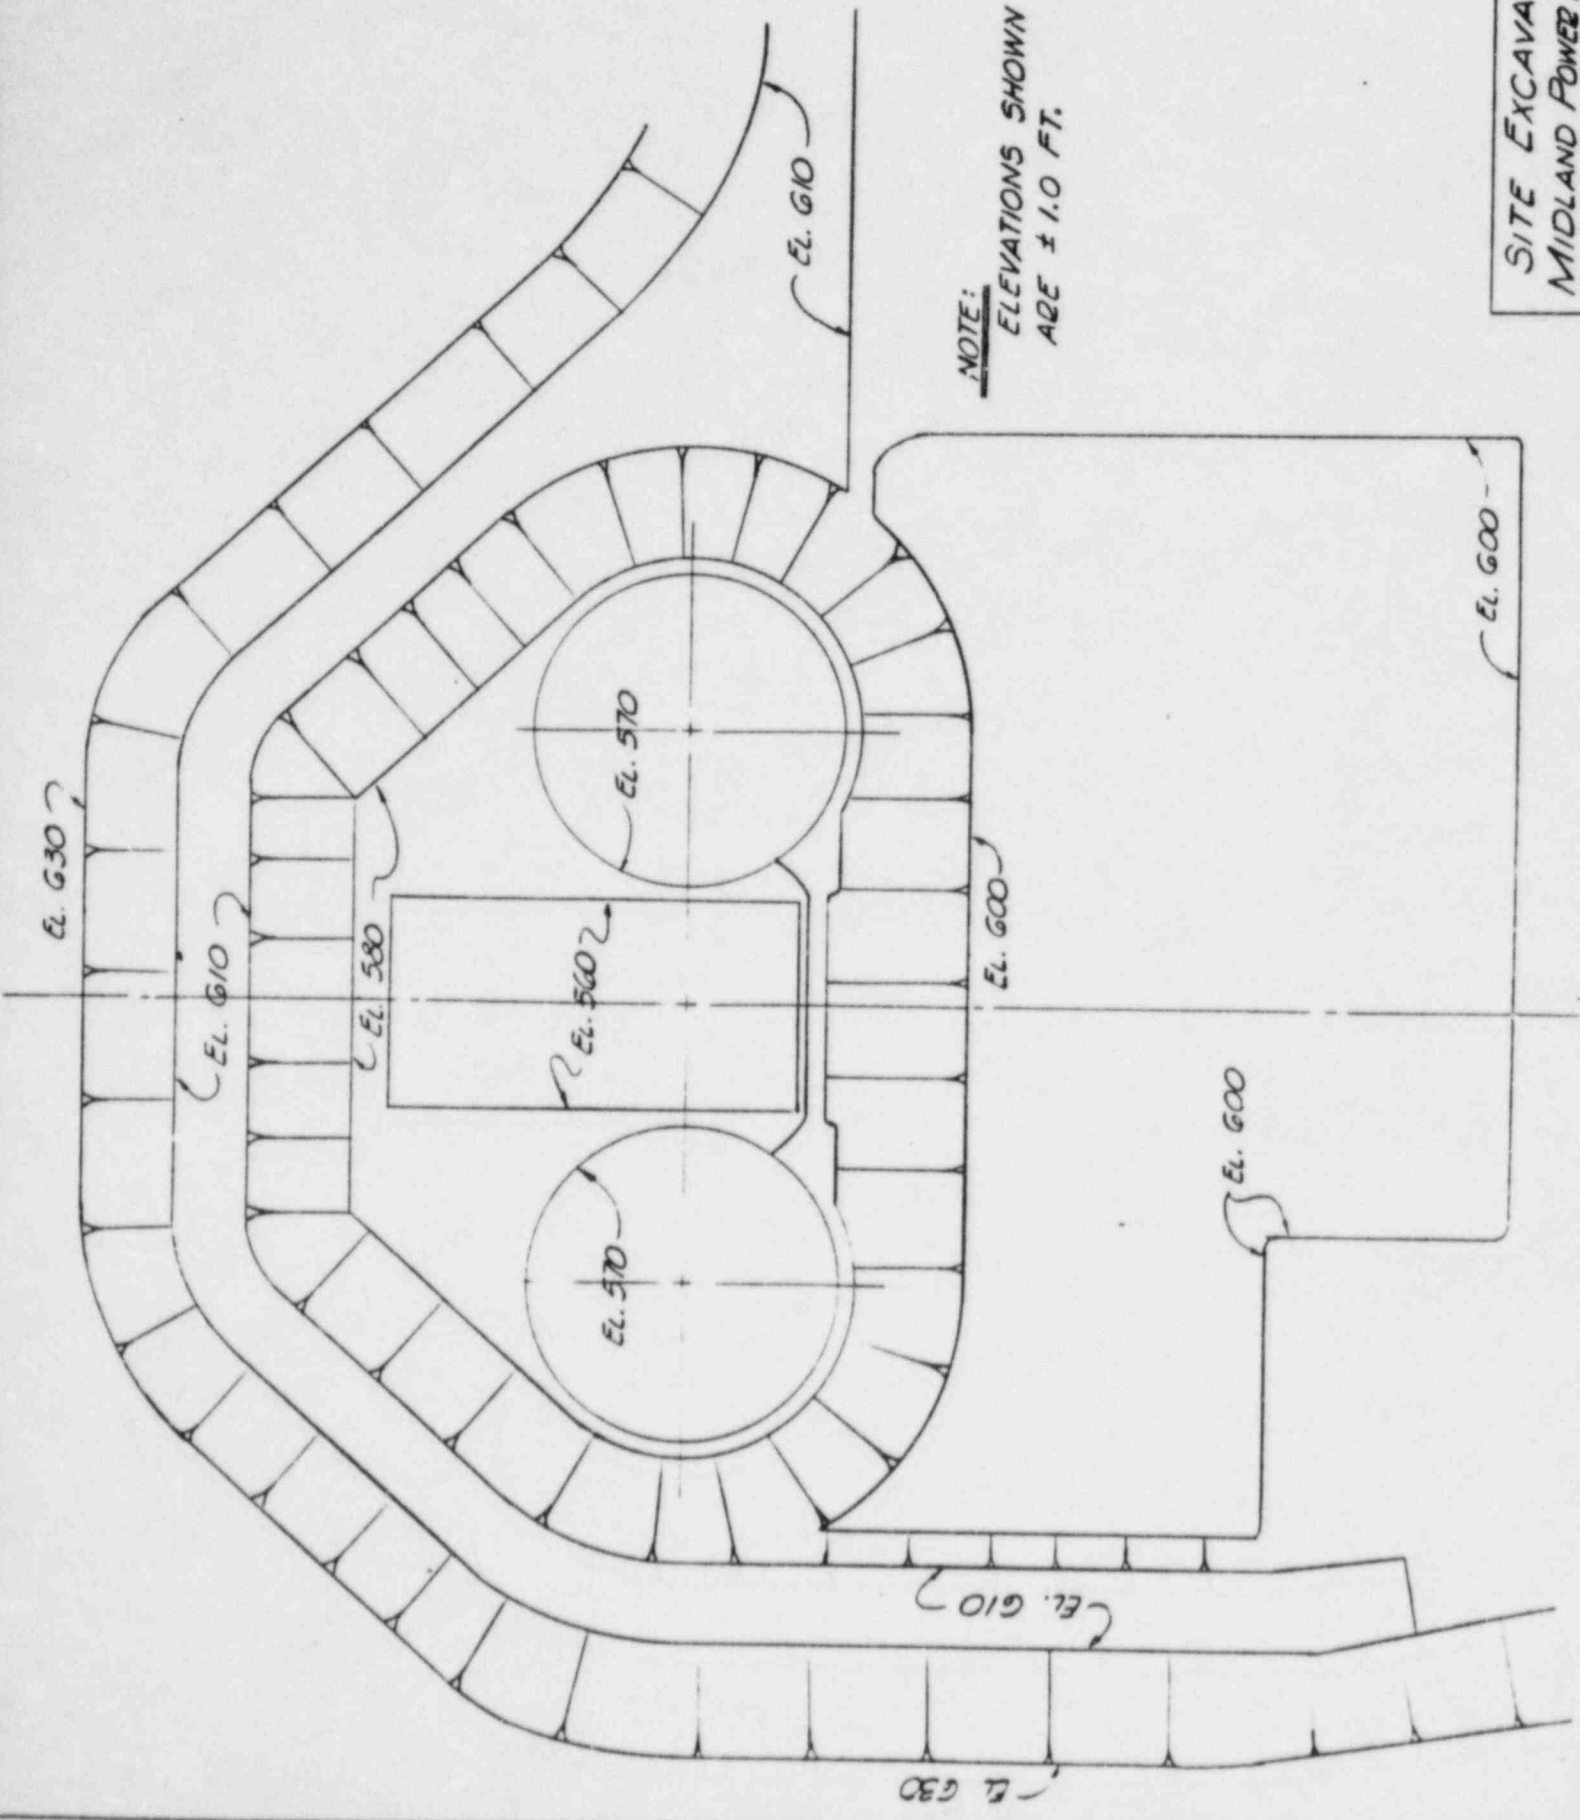 EL. 630
EL. 610
EL. 580
EL. 570
EL. 560
EL. 570
EL. 600
EL. 610
EL. 600
EL. 600
EL. 610
EL 630
NOTE:
ELEVATIONS SHOWN
ARE ± 1.0 FT.
SITE EXCAVA
MIDLAND POWER